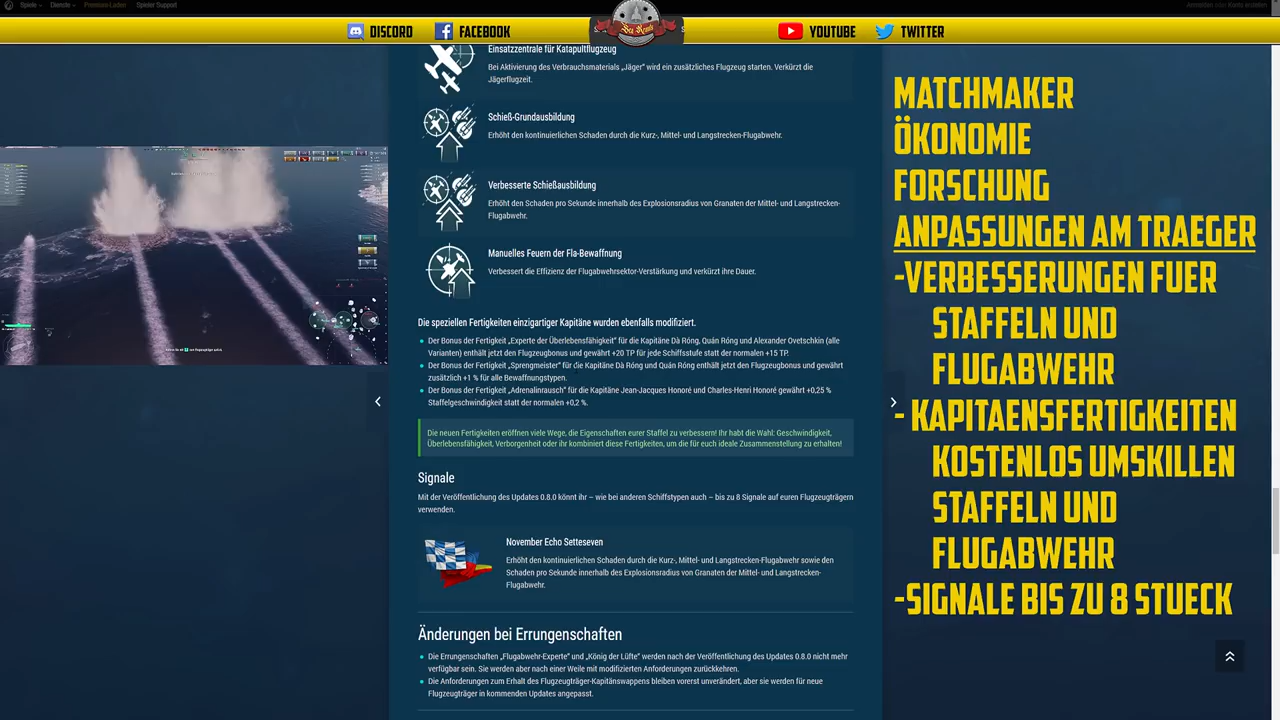 Spiele
Dienste
Premium-Laden
Spieler Support
Anmelden oder Konto erstellen
DISCORD
FACEBOOK
YOUTUBE
TWITTER
Einsatzzentrale für Katapultflugzeug
Bei Aktivierung des Verbrauchsmaterials „Jäger" wird ein zusätzliches Flugzeug starten. Verkürzt die
Jägerflugzeit.
Schieß-Grundausbildung
Erhöht den kontinuierlichen Schaden durch die Kurz-, Mittel- und Langstrecken-Flugabwehr.
Verbesserte Schießausbildung
Erhöht den Schaden pro Sekunde innerhalb des Explosionsradius von Granaten der Mittel- und Langstrecken-
Flugabwehr.
Manuelles Feuern der Fla-Bewaffnung
Verbessert die Effizienz der Flugabwehrsektor-Verstärkung und verkürzt ihre Dauer.
Die speziellen Fertigkeiten einzigartiger Kapitäne wurden ebenfalls modifiziert.
Der Bonus der Fertigkeit „Experte der Überlebensfähigkeit" für die Kapitäne Dà Róng, Quán Róng und Alexander Ovetschkin (alle
Varianten) enthält jetzt den Flugzeugbonus und gewährt +20 TP für jede Schiffsstufe statt der normalen +15 TP.
Der Bonus der Fertigkeit „Sprengmeister" für die Kapitäne Dà Róng und Quán Róng enthält jetzt den Flugzeugbonus und gewährt
zusätzlich +1 % für alle Bewaffnungstypen.
Der Bonus der Fertigkeit „Adrenalinrausch" für die Kapitäne Jean-Jacques Honoré und Charles-Henri Honoré gewährt +0,25 %
Staffelgeschwindigkeit statt der normalen +0,2 %.
Die neuen Fertigkeiten eröffnen viele Wege, die Eigenschaften eurer Staffel zu verbessern! Ihr habt die Wahl: Geschwindigkeit,
Überlebensfähigkeit, Verborgenheit oder ihr kombiniert diese Fertigkeiten, um die für euch ideale Zusammenstellung zu erhalten!
Signale
Mit der Veröffentlichung des Updates 0.8.0 könnt ihr – wie bei anderen Schiffstypen auch – bis zu 8 Signale auf euren Flugzeugträgern
verwenden.
November Echo Setteseven
Erhöht den kontinuierlichen Schaden durch die Kurz-, Mittel- und Langstrecken-Flugabwehr sowie den
Schaden pro Sekunde innerhalb des Explosionsradius von Granaten der Mittel- und Langstrecken-
Flugabwehr.
Änderungen bei Errungenschaften
Die Errungenschaften „Flugabwehr-Experte" und „König der Lüfte" werden nach der Veröffentlichung des Updates 0.8.0 nicht mehr
verfügbar sein. Sie werden aber nach einer Weile mit modifizierten Anforderungen zurückkehren.
Die Anforderungen zum Erhalt des Flugzeugträger-Kapitänswappens bleiben vorerst unverändert, aber sie werden für neue
Flugzeugträger in kommenden Updates angepasst.
MATCHMAKER
ÖKONOMIE
FORSCHUNG
ANPASSUNGEN AM TRAEGER
-VERBESSERUNGEN FUER
STAFFELN UND
FLUGABWEHR
- KAPITAENSFERTIGKEITEN
KOSTENLOS UMSKILLEN
STAFFELN UND
FLUGABWEHR
-SIGNALE BIS ZU 8 STUECK